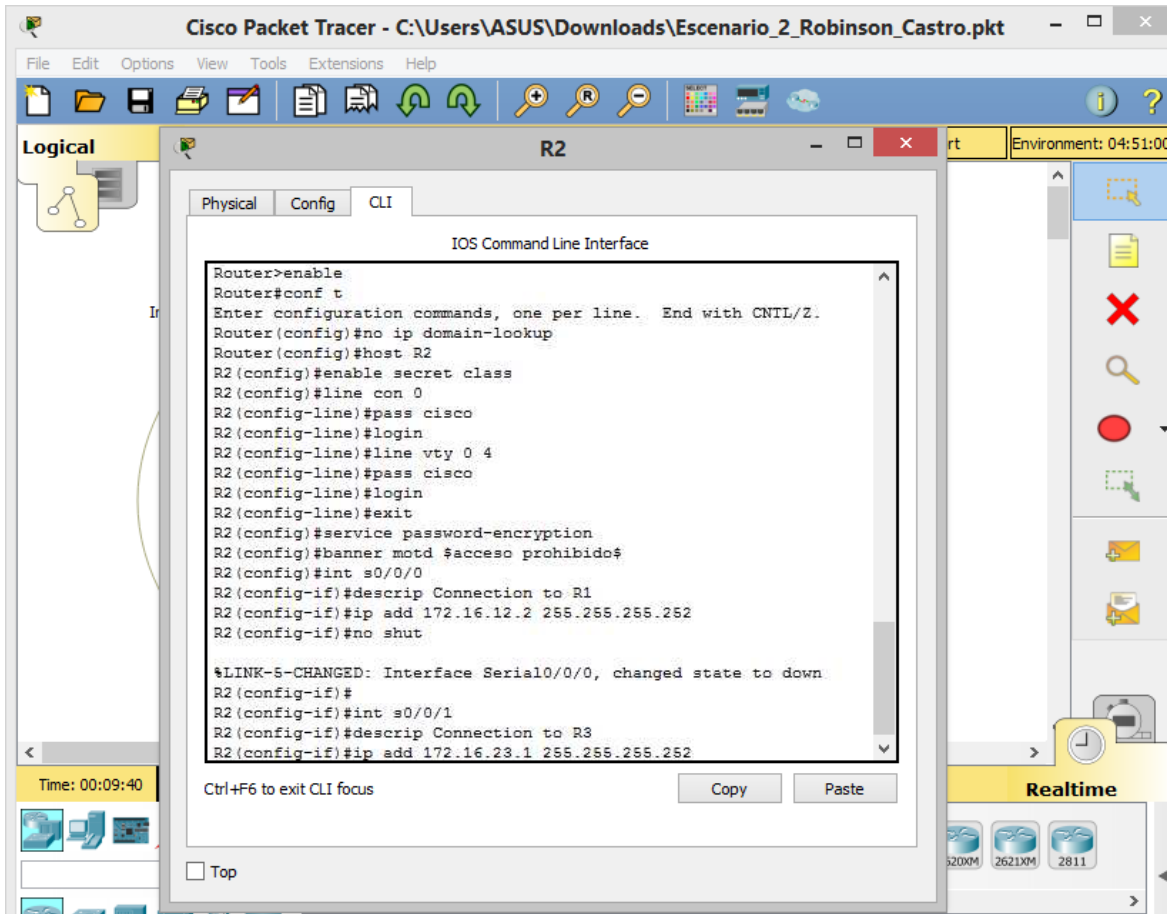 Cisco Packet Tracer - C:\Users\ASUS\Downloads\Escenario_2_Robinson_Castro.pkt
File Edit Options View Tools Extensions Help
Logical
R2
rt
Environment: 04:51:00
Physical Config CLI
IOS Command Line Interface
Router>enable
Router#conf t
Enter configuration commands, one per line. End with CNTL/Z.
Router(config)#no ip domain-lookup
Router(config)#host R2
R2(config)#enable secret class
R2(config)#line con 0
R2(config-line)#pass cisco
R2(config-line)#login
R2(config-line)#line vty 0 4
R2(config-line)#pass cisco
R2(config-line)#login
R2(config-line)#exit
R2(config)#service password-encryption
R2(config)#banner motd $acceso prohibido$
R2(config)#int s0/0/0
R2(config-if)#descrip Connection to R1
R2(config-if)#ip add 172.16.12.2 255.255.255.252
R2(config-if)#no shut
%LINK-5-CHANGED: Interface Serial0/0/0, changed state to down
R2(config-if)#
R2(config-if)#int s0/0/1
R2(config-if)#descrip Connection to R3
R2(config-if)#ip add 172.16.23.1 255.255.255.252
Ctrl+F6 to exit CLI focus
Copy
Paste
Time: 00:09:40
Realtime
Top
620XM 2621XM 2811